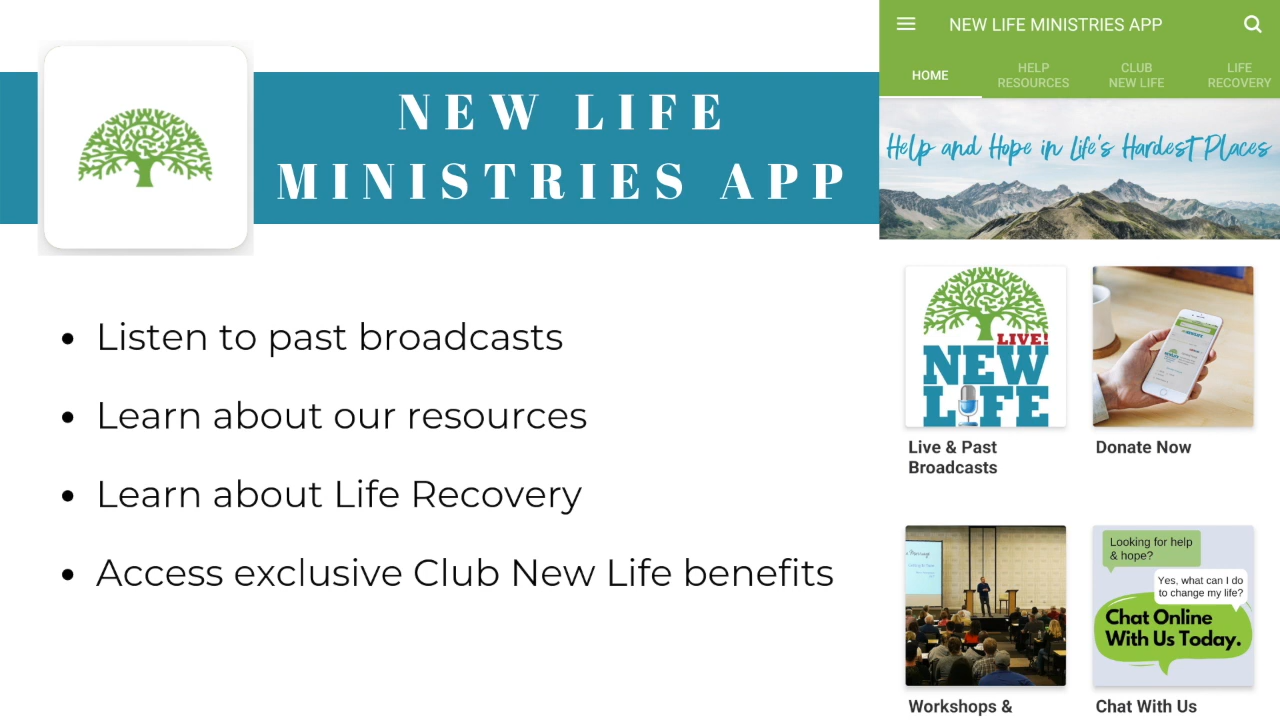 NEW LIFE
MINISTRIES APP
• Listen to past broadcasts
• Learn about our resources
• Learn about Life Recovery
• Access exclusive Club New Life benefits
NEW LIFE MINISTRIES APP
HOME
HELP
RESOURCES
CLUB
NEW LIFE
LIFE
RECOVERY
Help and Hope in Life's Hardest Places
LIVE!
NEW
LIFE
Live & Past
Broadcasts
Donate Now
Looking for help
& hope?
Yes, what can I do
to change my life?
Chat Online
With Us Today.
Workshops &
Chat With Us